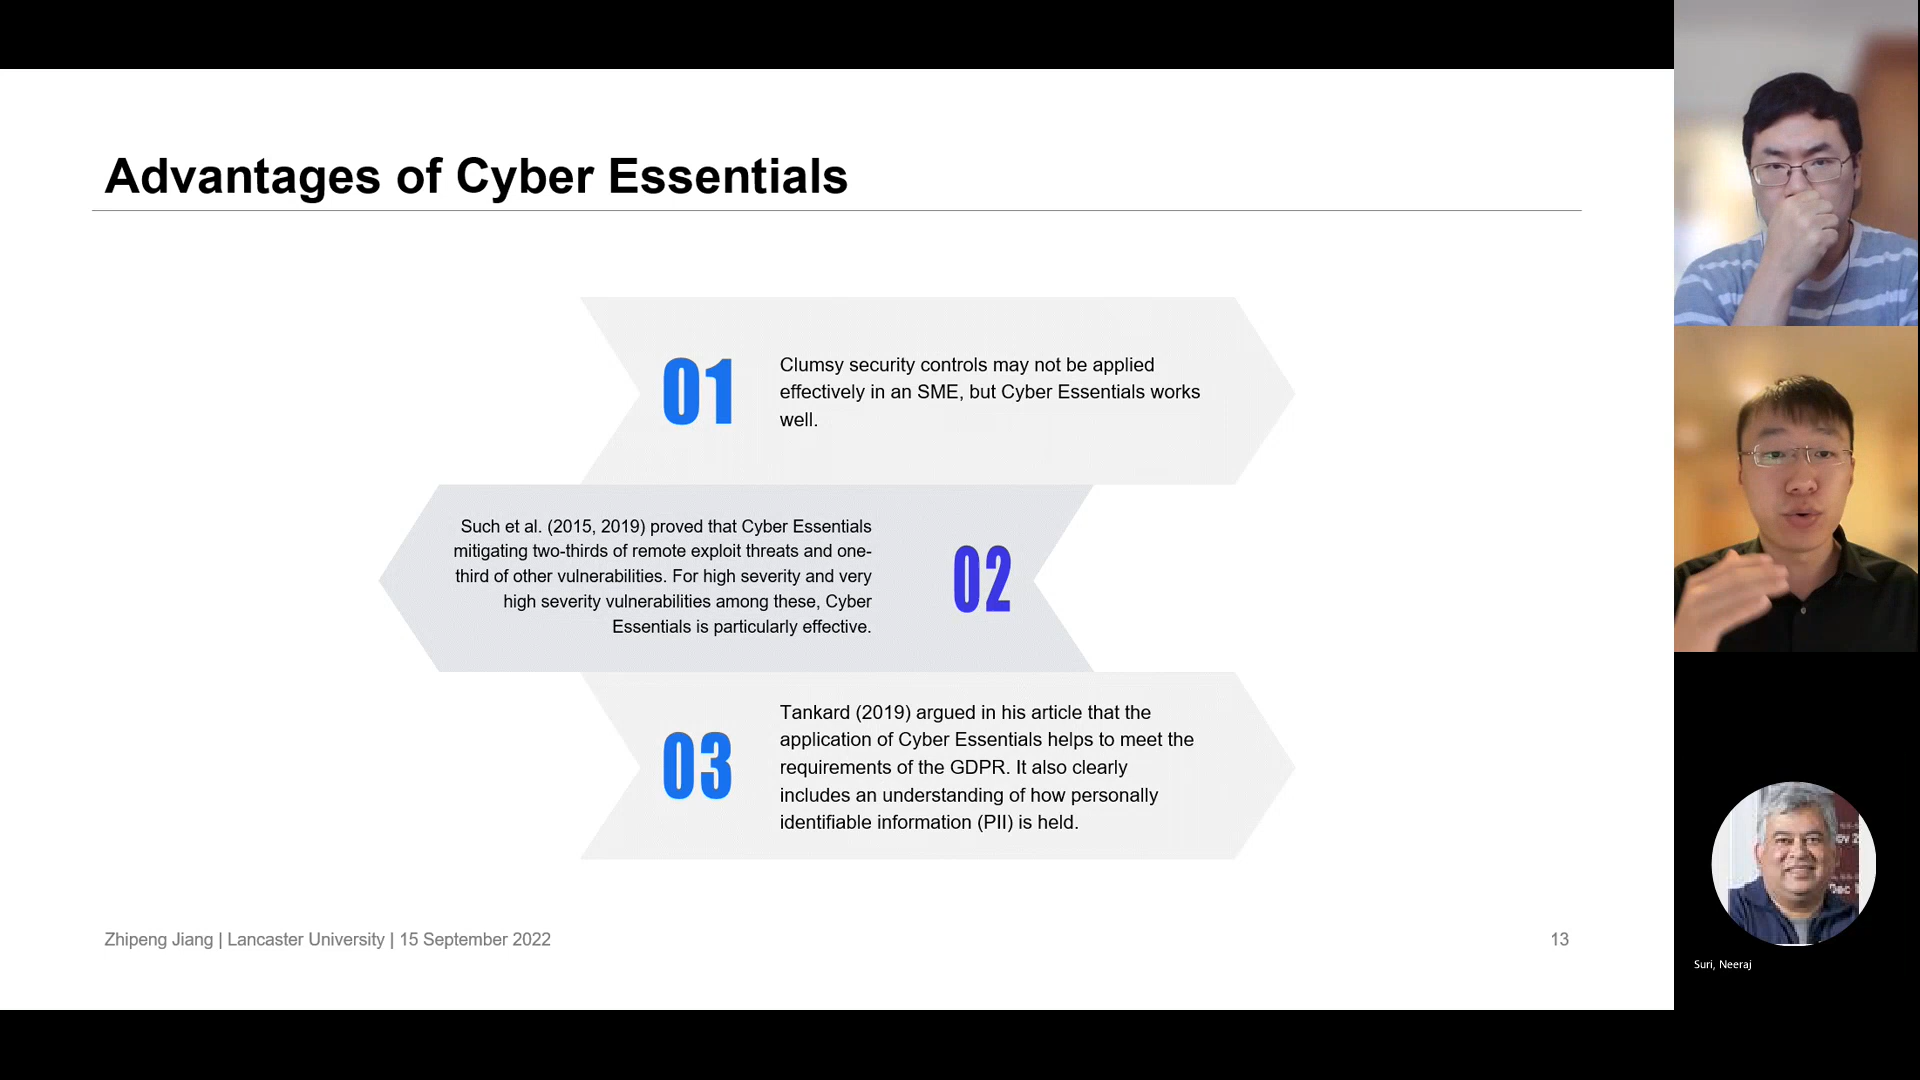 Advantages of Cyber Essentials
01
Clumsy security controls may not be applied
effectively in an SME, but Cyber Essentials works
well.
Such et al. (2015, 2019) proved that Cyber Essentials
mitigating two-thirds of remote exploit threats and one-
third of other vulnerabilities. For high severity and very
high severity vulnerabilities among these, Cyber
Essentials is particularly effective.
02
03
Tankard (2019) argued in his article that the
application of Cyber Essentials helps to meet the
requirements of the GDPR. It also clearly
includes an understanding of how personally
identifiable information (PII) is held.
Zhipeng Jiang | Lancaster University | 15 September 2022
13
Suri, Neeraj